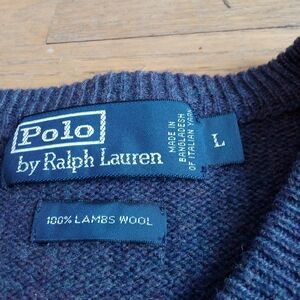 Polo
by Ralph Lauren
MADE IN
BANGLADESH
OF ITALIAN YARN
L
100% LAMBS WOOL